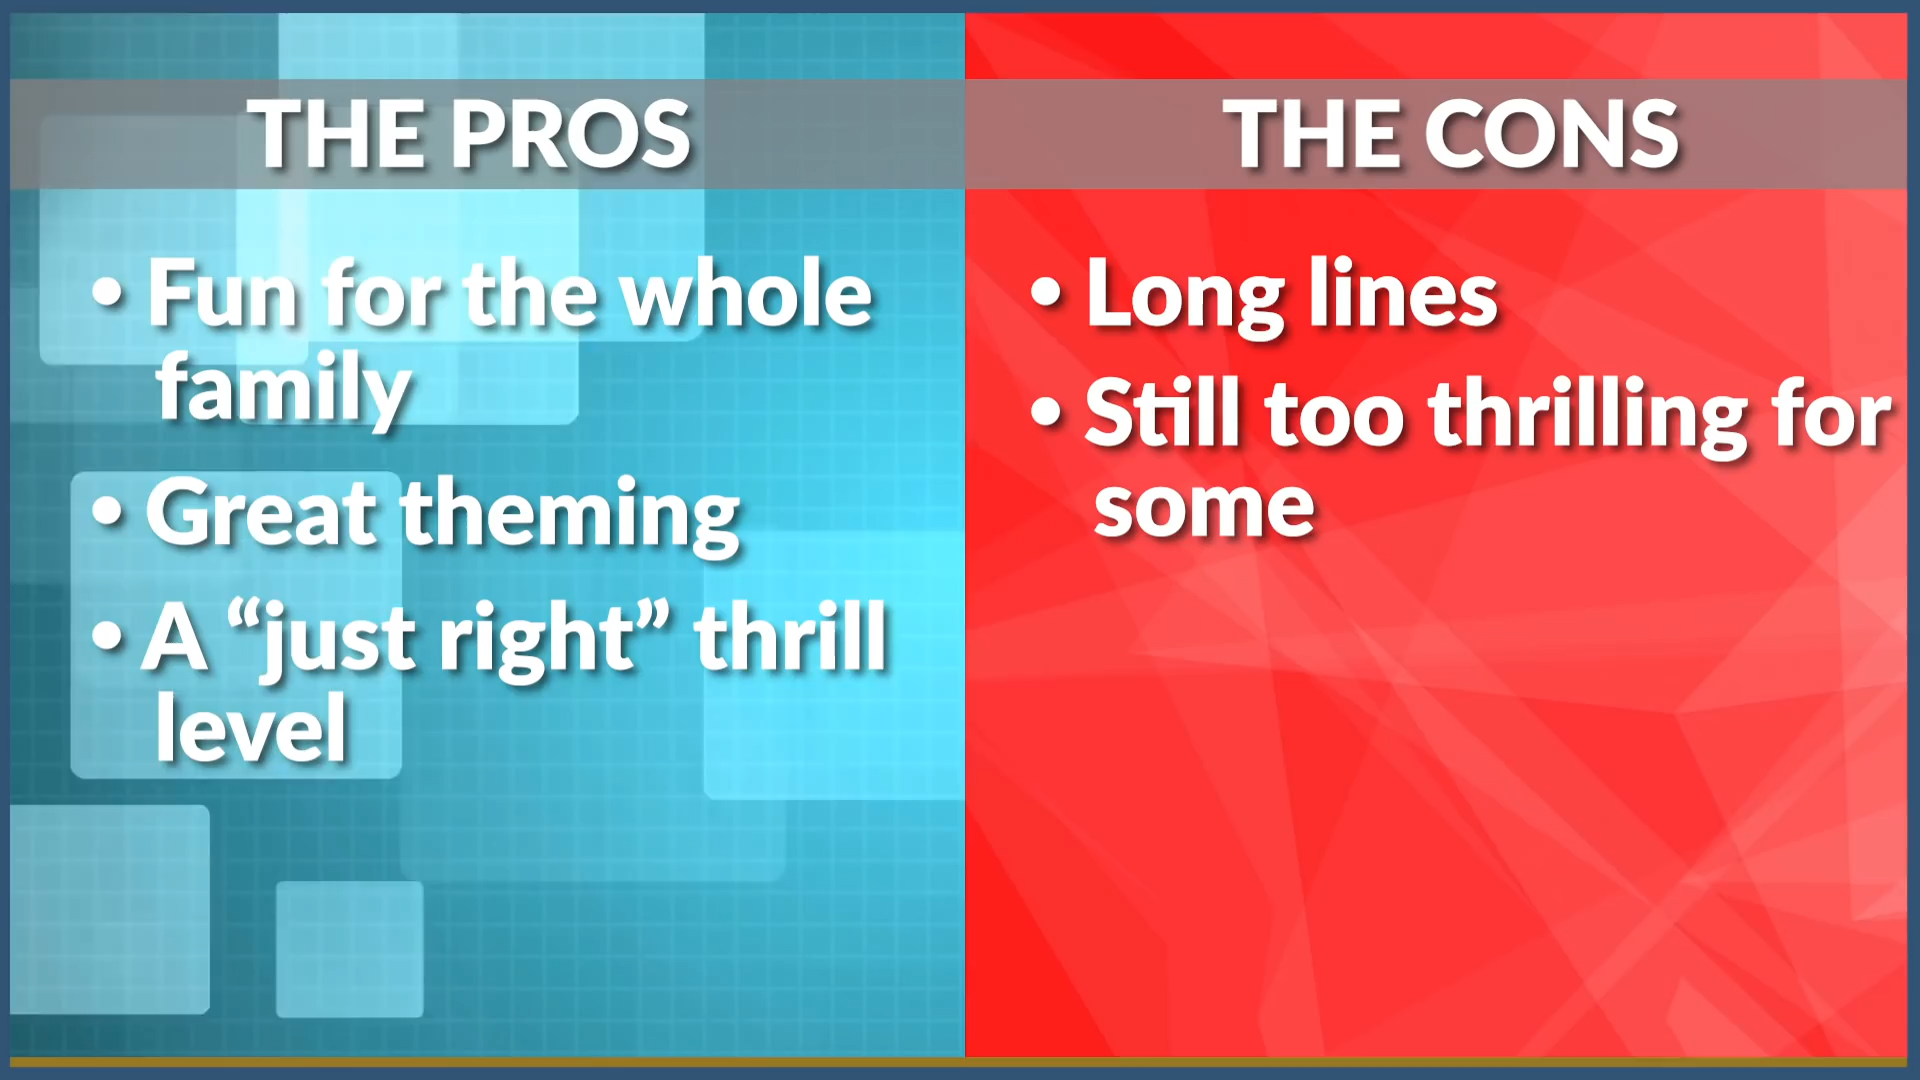 THE PROS
• Fun for the whole
family
• Great theming
• A “just right” thrill
level
THE CONS
• Long lines
• Still too thrilling for
some